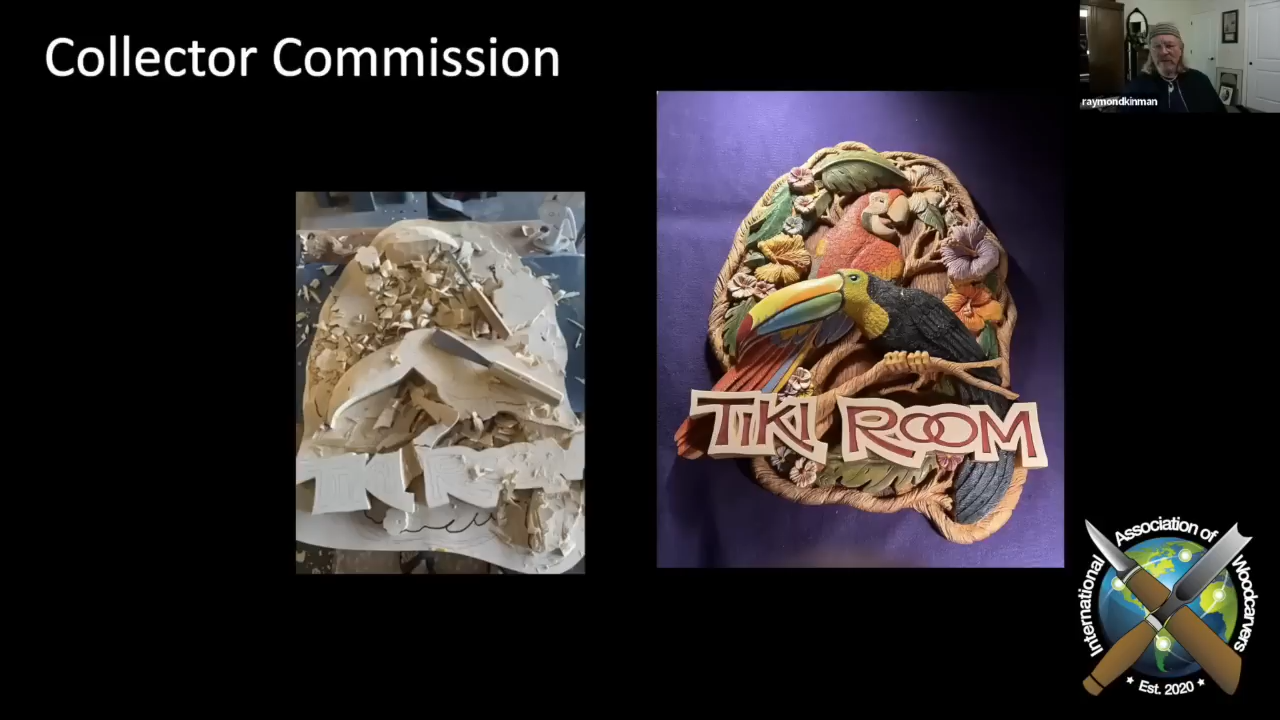 Collector Commission
raymondkinman
TIKI ROOM
International Association of Woodcarvers
Est. 2020